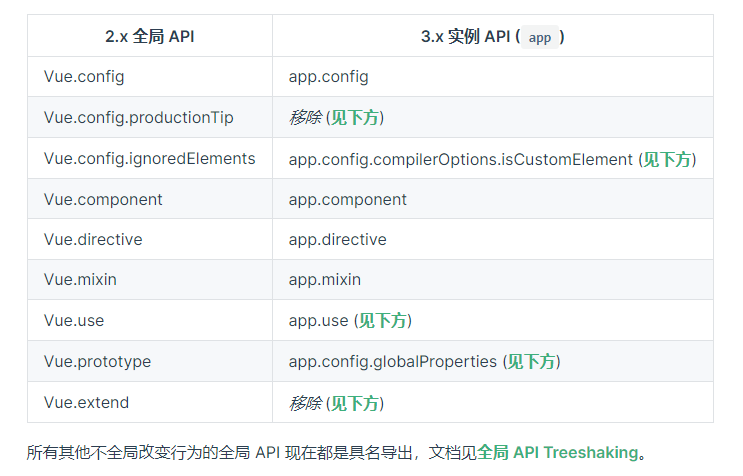 2.x 全局 API 3.x 实例 API (app)
Vue.config app.config
Vue.config.productionTip 移除 (见下方)
Vue.config.ignoredElements app.config.compilerOptions.isCustomElement (见下方)
Vue.component app.component
Vue.directive app.directive
Vue.mixin app.mixin
Vue.use app.use (见下方)
Vue.prototype app.config.globalProperties (见下方)
Vue.extend 移除 (见下方)
所有其他不全局改变行为的全局 API 现在都是具名导出，文档见全局 API Treeshaking。